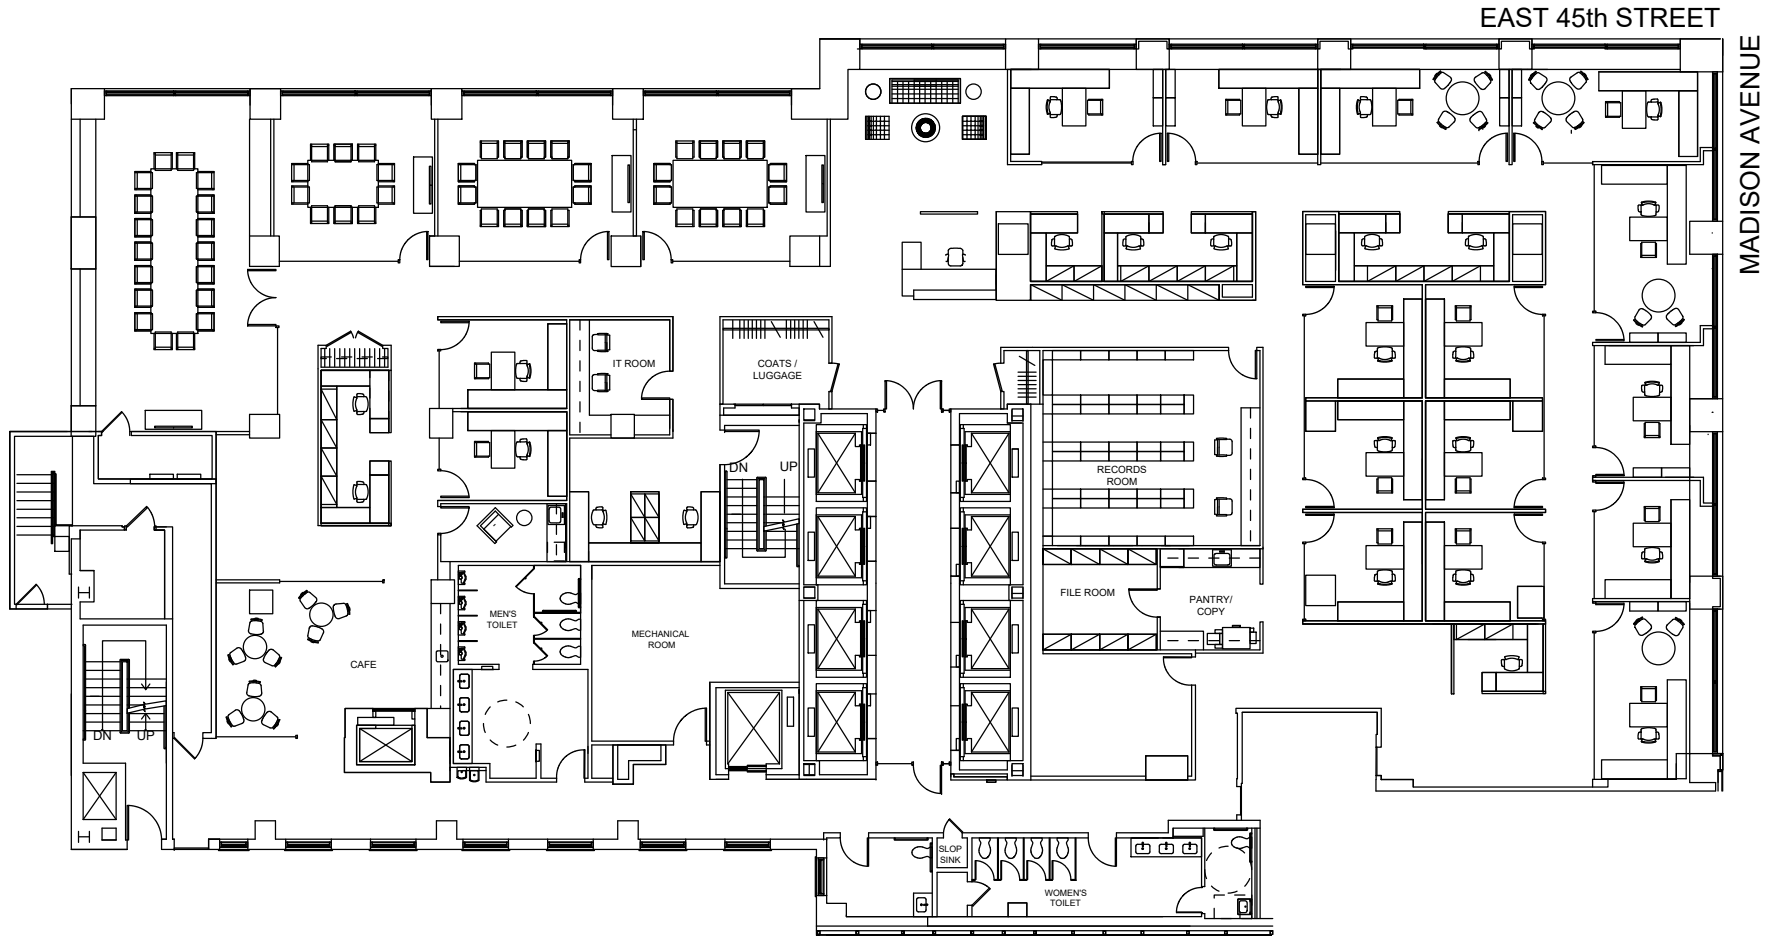 EAST 45th STREET
MADISON AVENUE
IT ROOM
COATS /
LUGGAGE
DN
UP
RECORDS
ROOM
FILE ROOM
PANTRY/
COPY
MEN'S
TOILET
MECHANICAL
ROOM
CAFE
DN
UP
SLOP
SINK
WOMEN'S
TOILET